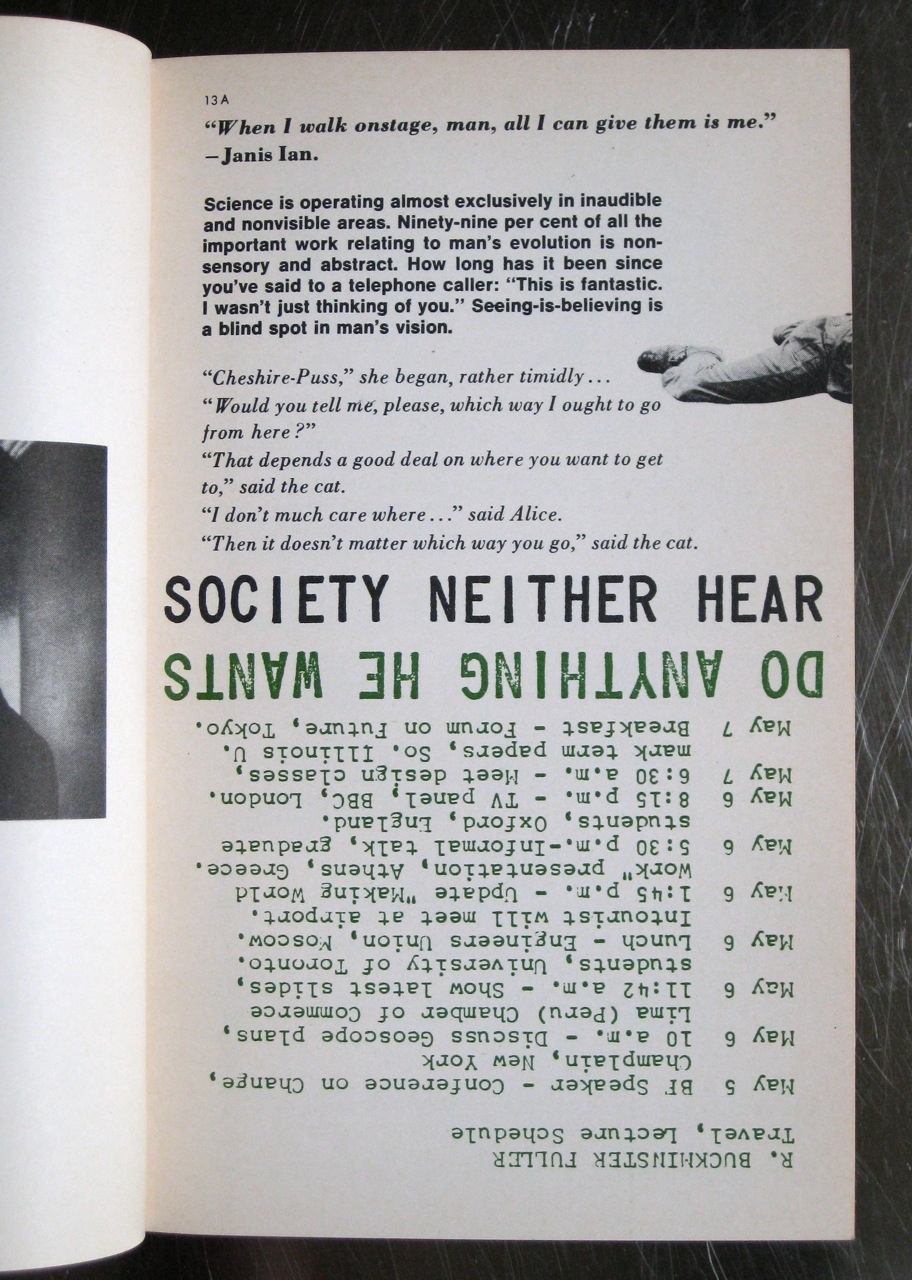 13A
“When I walk onstage, man, all I can give them is me.”
—Janis Ian.
Science is operating almost exclusively in inaudible
and nonvisible areas. Ninety-nine per cent of all the
important work relating to man’s evolution is non-
sensory and abstract. How long has it been since
you’ve said to a telephone caller: “This is fantastic.
I wasn’t just thinking of you.” Seeing-is-believing is
a blind spot in man’s vision.
“Cheshire-Puss,” she began, rather timidly...
“Would you tell me, please, which way I ought to go
from here?”
“That depends a good deal on where you want to get
to,” said the cat.
“I don’t much care where...” said Alice.
“Then it doesn’t matter which way you go,” said the cat.
SOCIETY NEITHER HEAR
R. BUCKMINSTER FULLER
Travel, Lecture Schedule
May 5 BF Speaker - Conference on Change,
Champlain, New York
May 6 10 a.m. - Discuss Geoscope plans,
Lima (Peru) Chamber of Commerce
May 6 11:42 a.m. - Show latest slides,
students, University of Toronto.
May 6 Lunch - Engineers Union, Moscow.
Intourist will meet at airport.
May 6 1:45 p.m. - Update "Making World
Work" presentation, Athens, Greece.
May 6 5:30 p.m.-Informal talk, graduate
students, Oxford, England.
May 6 8:15 p.m. - TV panel, BBC, London.
May 7 6:30 a.m. - Meet design classes,
mark term papers, So. Illinois U.
May 7 Breakfast - Forum on Future, Tokyo.
DO ANYTHING HE WANTS